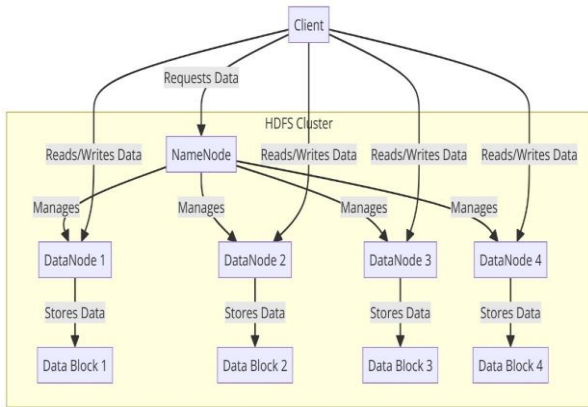 Client
Requests Data
HDFS Cluster
Reads/Writes Data
NameNode
Reads/Writes Data
Reads/Writes Data
Reads/Writes Data
Manages
Manages
Manages
Manages
DataNode 1
DataNode 2
DataNode 3
DataNode 4
Stores Data
Stores Data
Stores Data
Stores Data
Data Block 1
Data Block 2
Data Block 3
Data Block 4